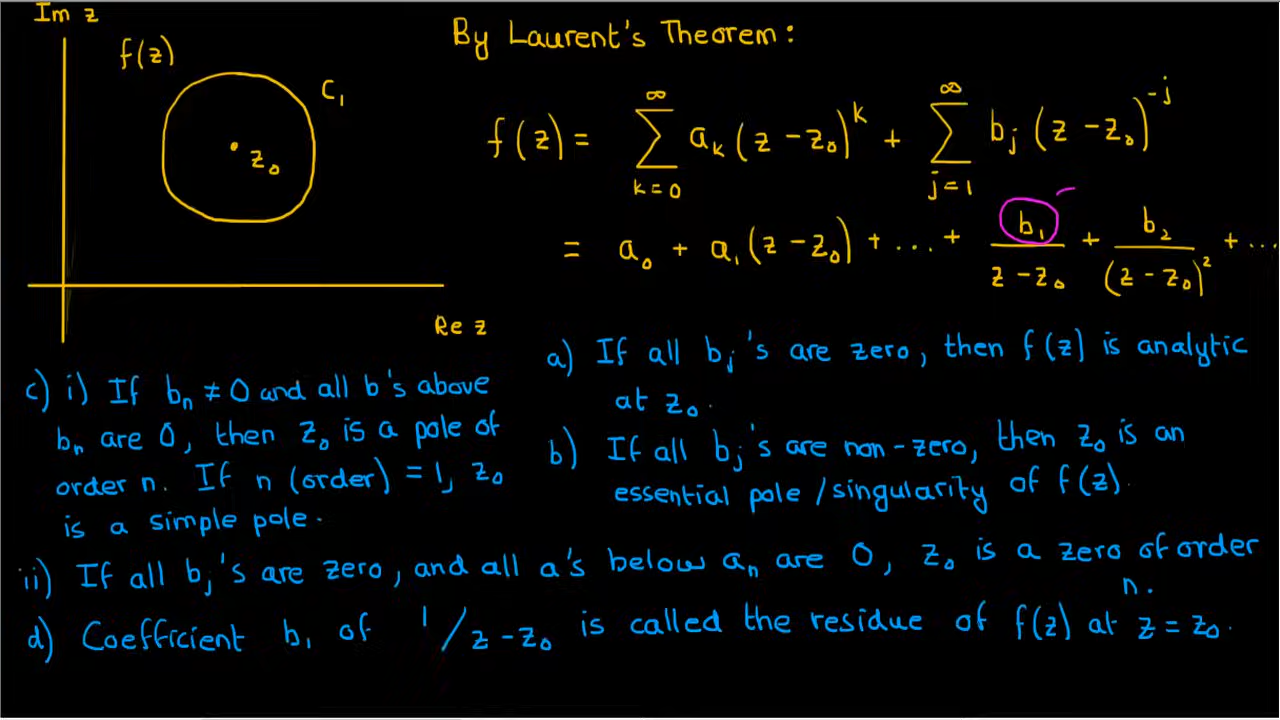 Im z
f(z)
C₁
z₀
Re z
By Laurent's Theorem:
f(z) = ∑_{k=0}^{∞} aₖ(z - z₀)^k + ∑_{j=1}^{∞} bⱼ(z - z₀)^{-j}
= a₀ + a₁(z - z₀) + ... + b₁/(z - z₀) + b₂/(z - z₀)² + ...
a) If all bⱼ's are zero, then f(z) is analytic
at z₀.
b) If all bⱼ's are non-zero, then z₀ is an
essential pole/singularity of f(z).
c) i) If bₙ ≠ 0 and all b's above
bₙ are 0, then z₀ is a pole of
order n. If n (order) = 1, z₀
is a simple pole.
ii) If all bⱼ's are zero, and all a's below aₙ are 0, z₀ is a zero of order
n.
d) Coefficient b₁ of 1/z - z₀ is called the residue of f(z) at z = z₀.